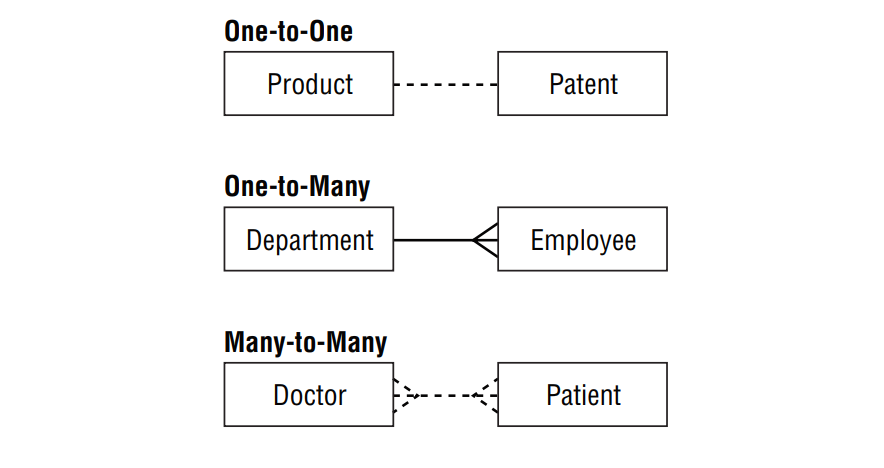 One-to-One
Product Patent
One-to-Many
Department Employee
Many-to-Many
Doctor Patient